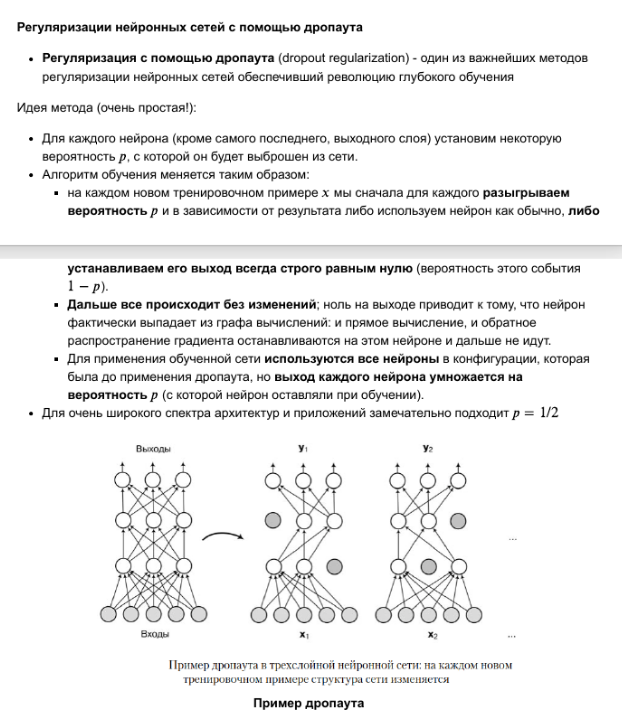 Регуляризации нейронных сетей с помощью дропаута
• Регуляризация с помощью дропаута (dropout regularization) - один из важнейших методов
регуляризации нейронных сетей обеспечивший революцию глубокого обучения
Идея метода (очень простая!):
• Для каждого нейрона (кроме самого последнего, выходного слоя) установим некоторую
вероятность p, с которой он будет выброшен из сети.
• Алгоритм обучения меняется таким образом:
▪ на каждом новом тренировочном примере x мы сначала для каждого разыгрываем
вероятность p и в зависимости от результата либо используем нейрон как обычно, либо
устанавливаем его выход всегда строго равным нулю (вероятность этого события
1 − p).
▪ Дальше все происходит без изменений; ноль на выходе приводит к тому, что нейрон
фактически выпадает из графа вычислений: и прямое вычисление, и обратное
распространение градиента останавливаются на этом нейроне и дальше не идут.
▪ Для применения обученной сети используются все нейроны в конфигурации, которая
была до применения дропаута, но выход каждого нейрона умножается на
вероятность p (с которой нейрон оставляли при обучении).
• Для очень широкого спектра архитектур и приложений замечательно подходит p = 1/2
Выходы y₁ y₂
...
Входы x₁ x₂ ...
Пример дропаута в трехслойной нейронной сети: на каждом новом
тренировочном примере структура сети изменяется
Пример дропаута